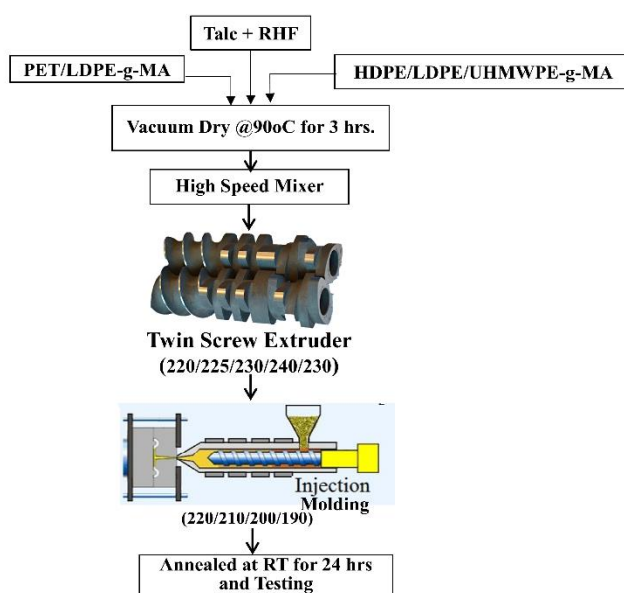 Talc + RHF
PET/LDPE-g-MA
HDPE/LDPE/UHMWPE-g-MA
Vacuum Dry @90oC for 3 hrs.
High Speed Mixer
Twin Screw Extruder
(220/225/230/240/230)
Injection
Molding
(220/210/200/190)
Annealed at RT for 24 hrs
and Testing